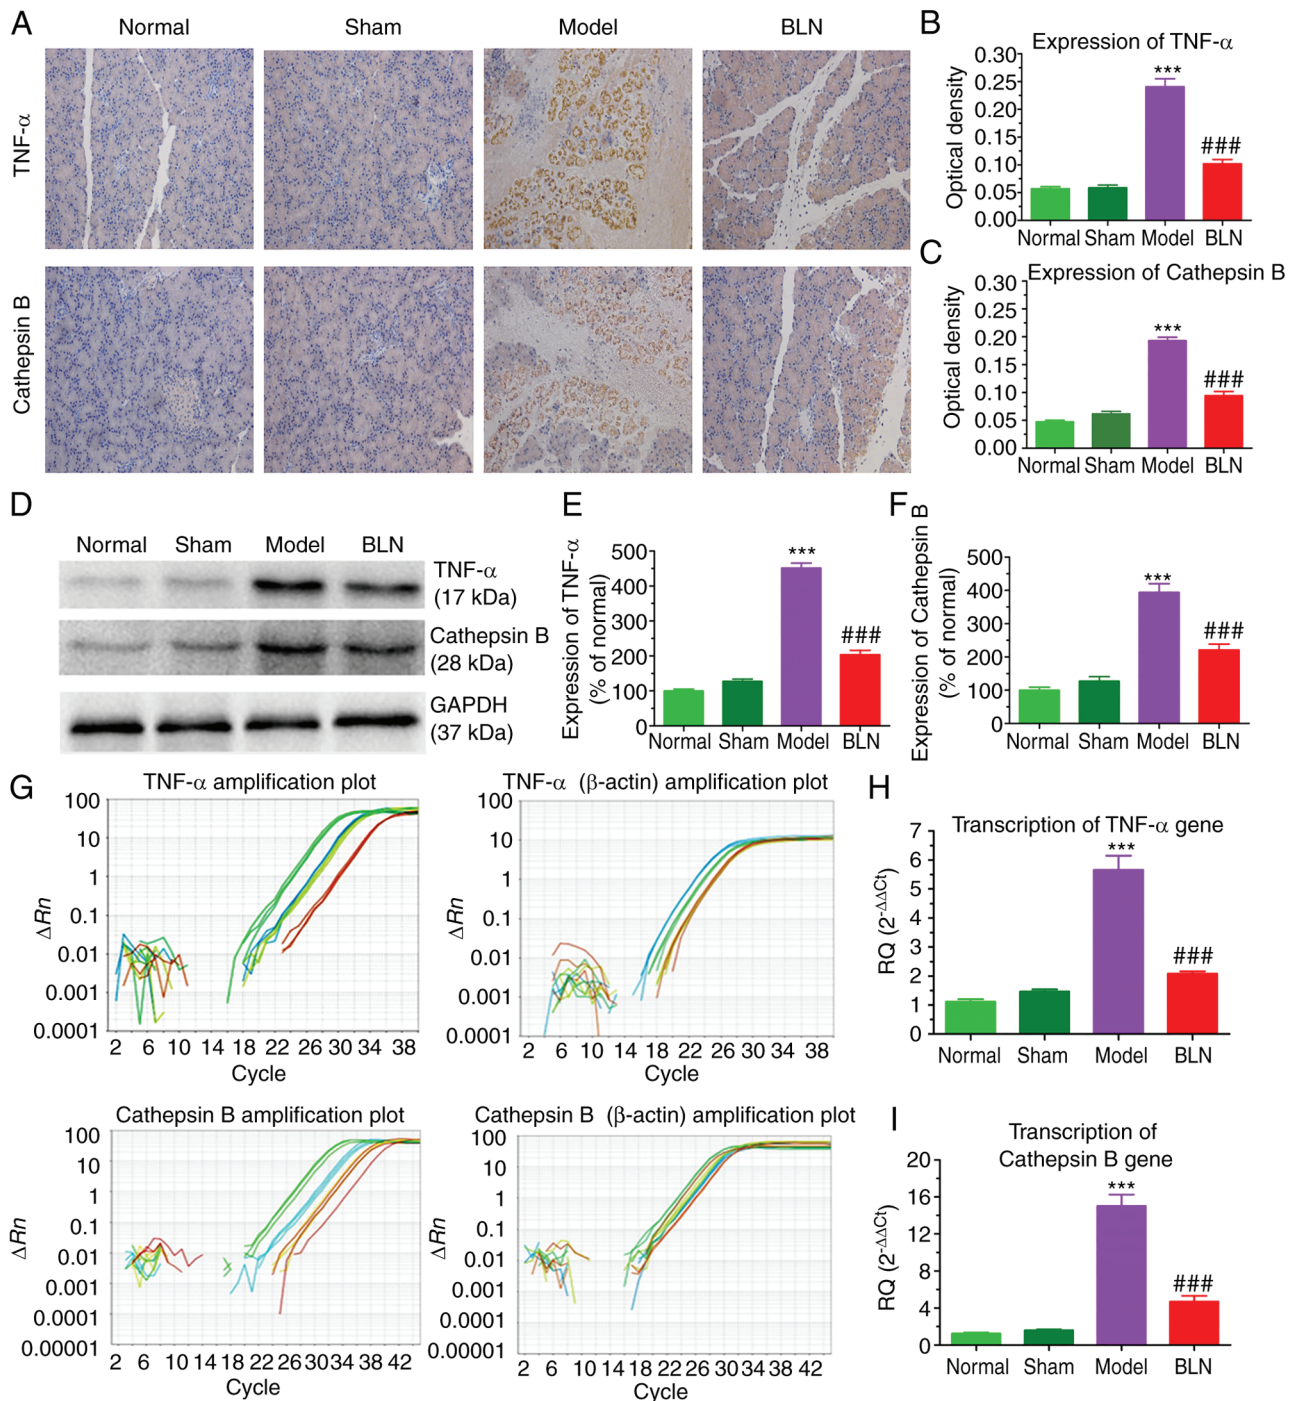 A
Normal
Sham
Model
BLN
TNF-α
Cathepsin B
B
Expression of TNF-α
Optical density
0.30
0.25
0.20
0.15
0.10
0.05
0.00
***
###
Normal Sham Model BLN
C
Expression of Cathepsin B
Optical density
0.30
0.20
0.20
0.10
0.05
0.00
***
###
Normal Sham Model BLN
D
Normal Sham Model BLN
TNF-α
(17 kDa)
Cathepsin B
(28 kDa)
GAPDH
(37 kDa)
E
Expression of TNF-α
(% of normal)
500
400
300
200
100
0
***
###
Normal Sham Model BLN
F
Expression of Cathepsin B
(% of normal)
500
400
300
200
100
0
***
###
Normal Sham Model BLN
G
TNF-α amplification plot
ΔRn
100
10
1
0.1
0.01
0.001
0.0001
2 6 10 14 18 22 26 30 34 38
Cycle
TNF-α (β-actin) amplification plot
ΔRn
100
10
1
0.1
0.01
0.001
0.0001
2 6 10 14 18 22 26 30 34 38
Cycle
Cathepsin B amplification plot
ΔRn
100
10
1
0.1
0.01
0.001
0.0001
0.00001
2 6 10 14 18 22 26 30 34 38 42
Cycle
Cathepsin B (β-actin) amplification plot
ΔRn
100
10
1
0.1
0.01
0.001
0.0001
0.00001
2 6 10 14 18 22 26 30 34 38 42
Cycle
H
Transcription of TNF-α gene
RQ (2-ΔΔCt)
7
6
5
4
3
2
1
0
***
###
Normal Sham Model BLN
I
Transcription of
Cathepsin B gene
RQ (2-ΔΔCt)
20
16
12
8
4
0
***
###
Normal Sham Model BLN